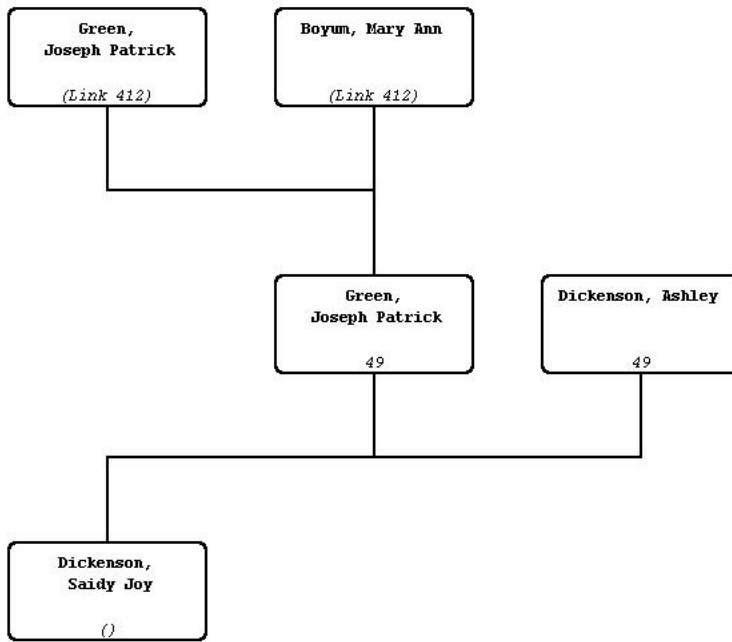 Green,
Joseph Patrick
(Link 412)
Boyum, Mary Ann
(Link 412)
Green,
Joseph Patrick
49
Dickenson, Ashley
49
Dickenson,
Saidy Joy
()